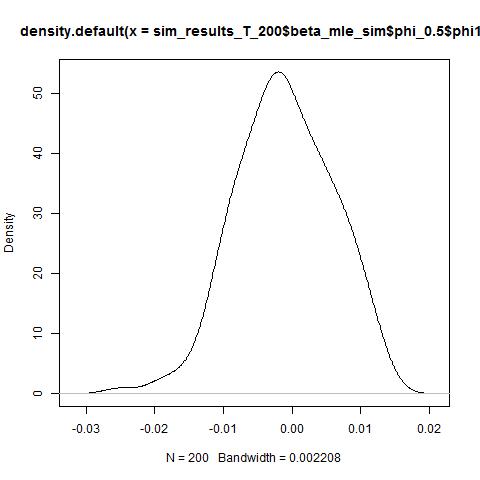 density.default(x = sim_results_T_200$beta_mle_sim$phi_0.5$phi1
50
40
30
20
10
0
Density
-0.03 -0.02 -0.01 0.00 0.01 0.02
N = 200 Bandwidth = 0.002208